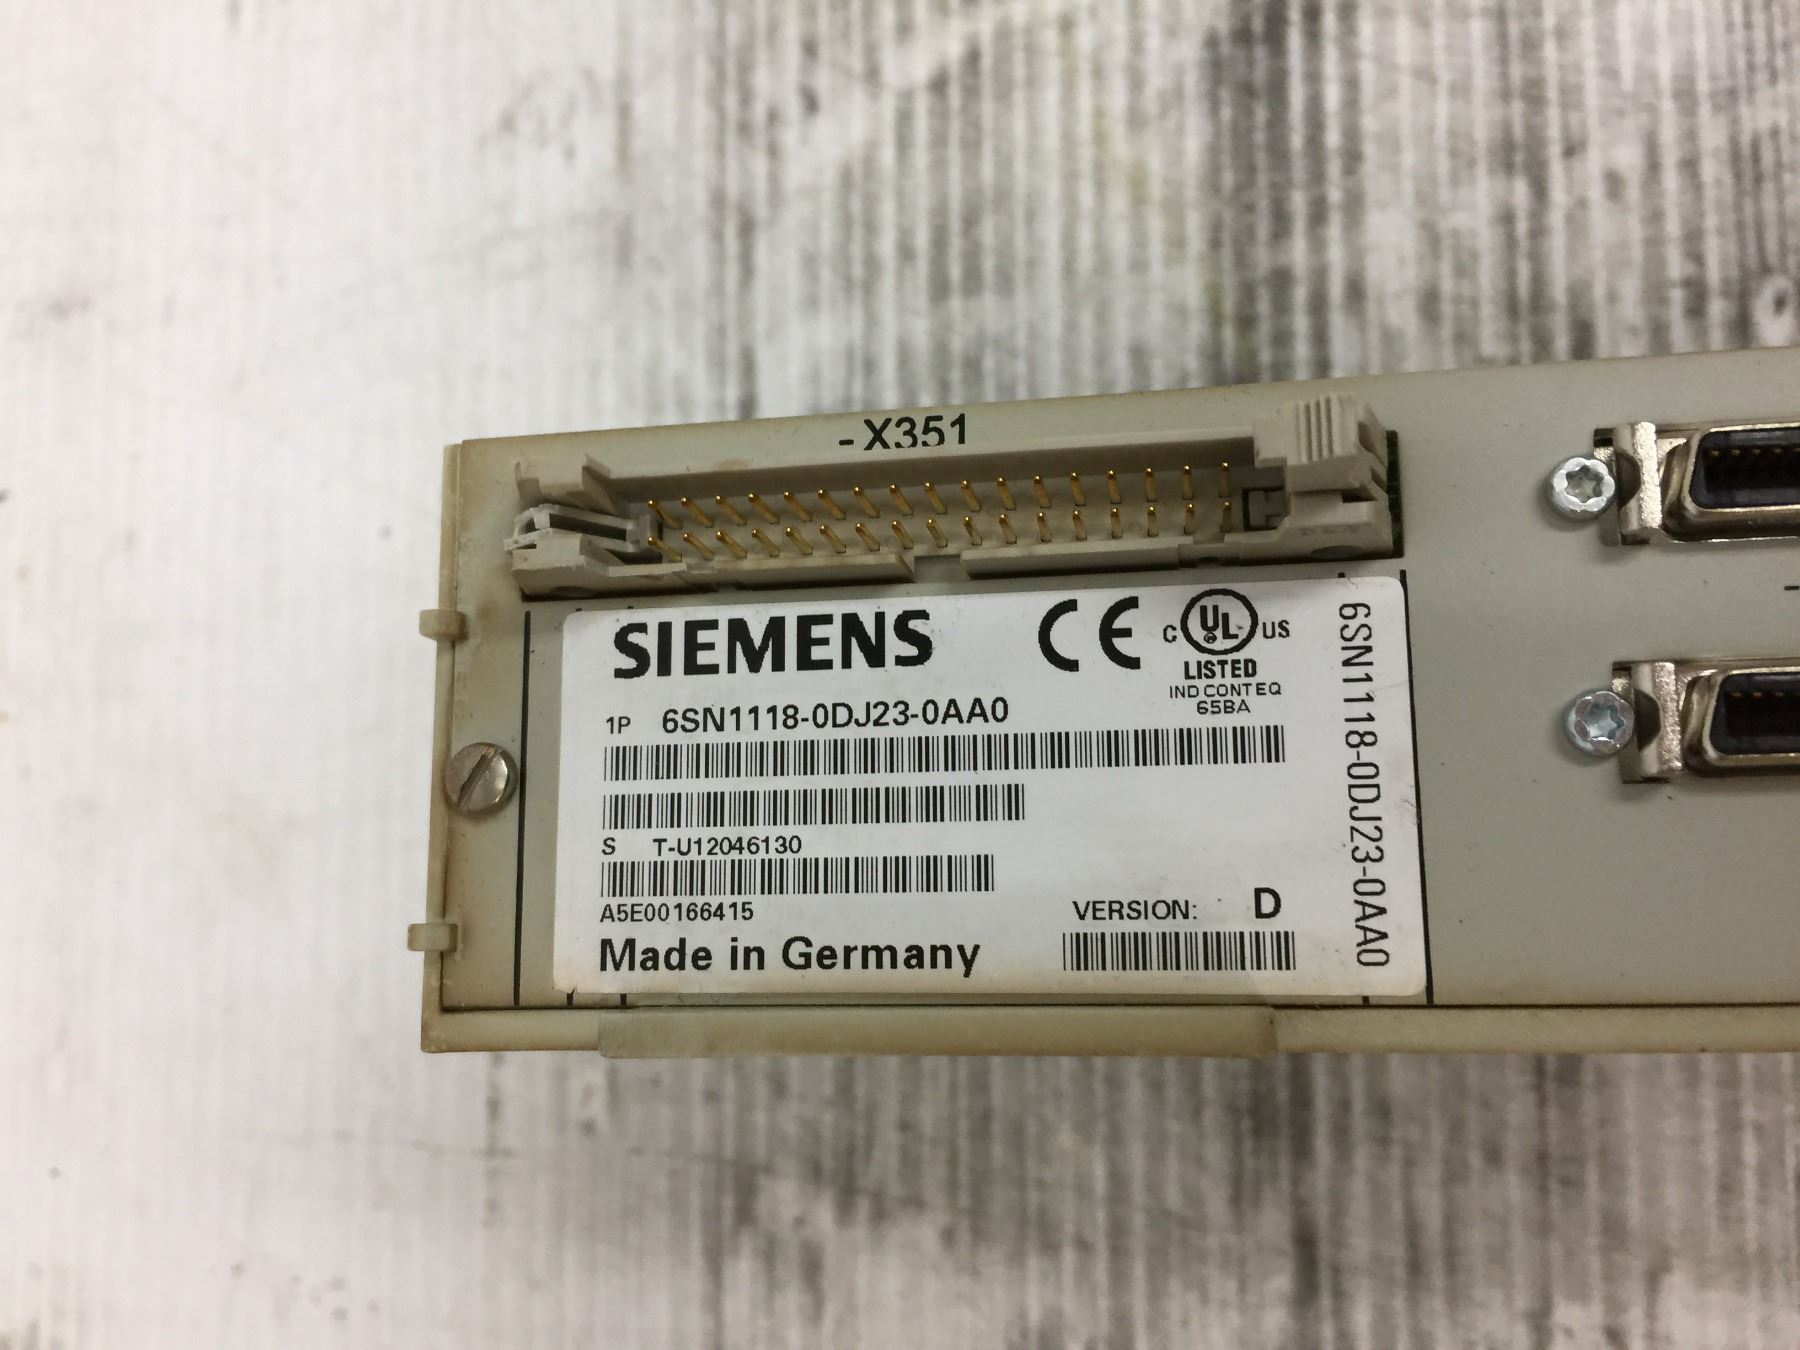 -X351
SIEMENS
CE
C UL US
LISTED
IND CONT EQ
65BA
1P 6SN1118-0DJ23-0AA0
S T-U12046130
A5E00166415
VERSION: D
Made in Germany
6SN1118-0DJ23-0AA0